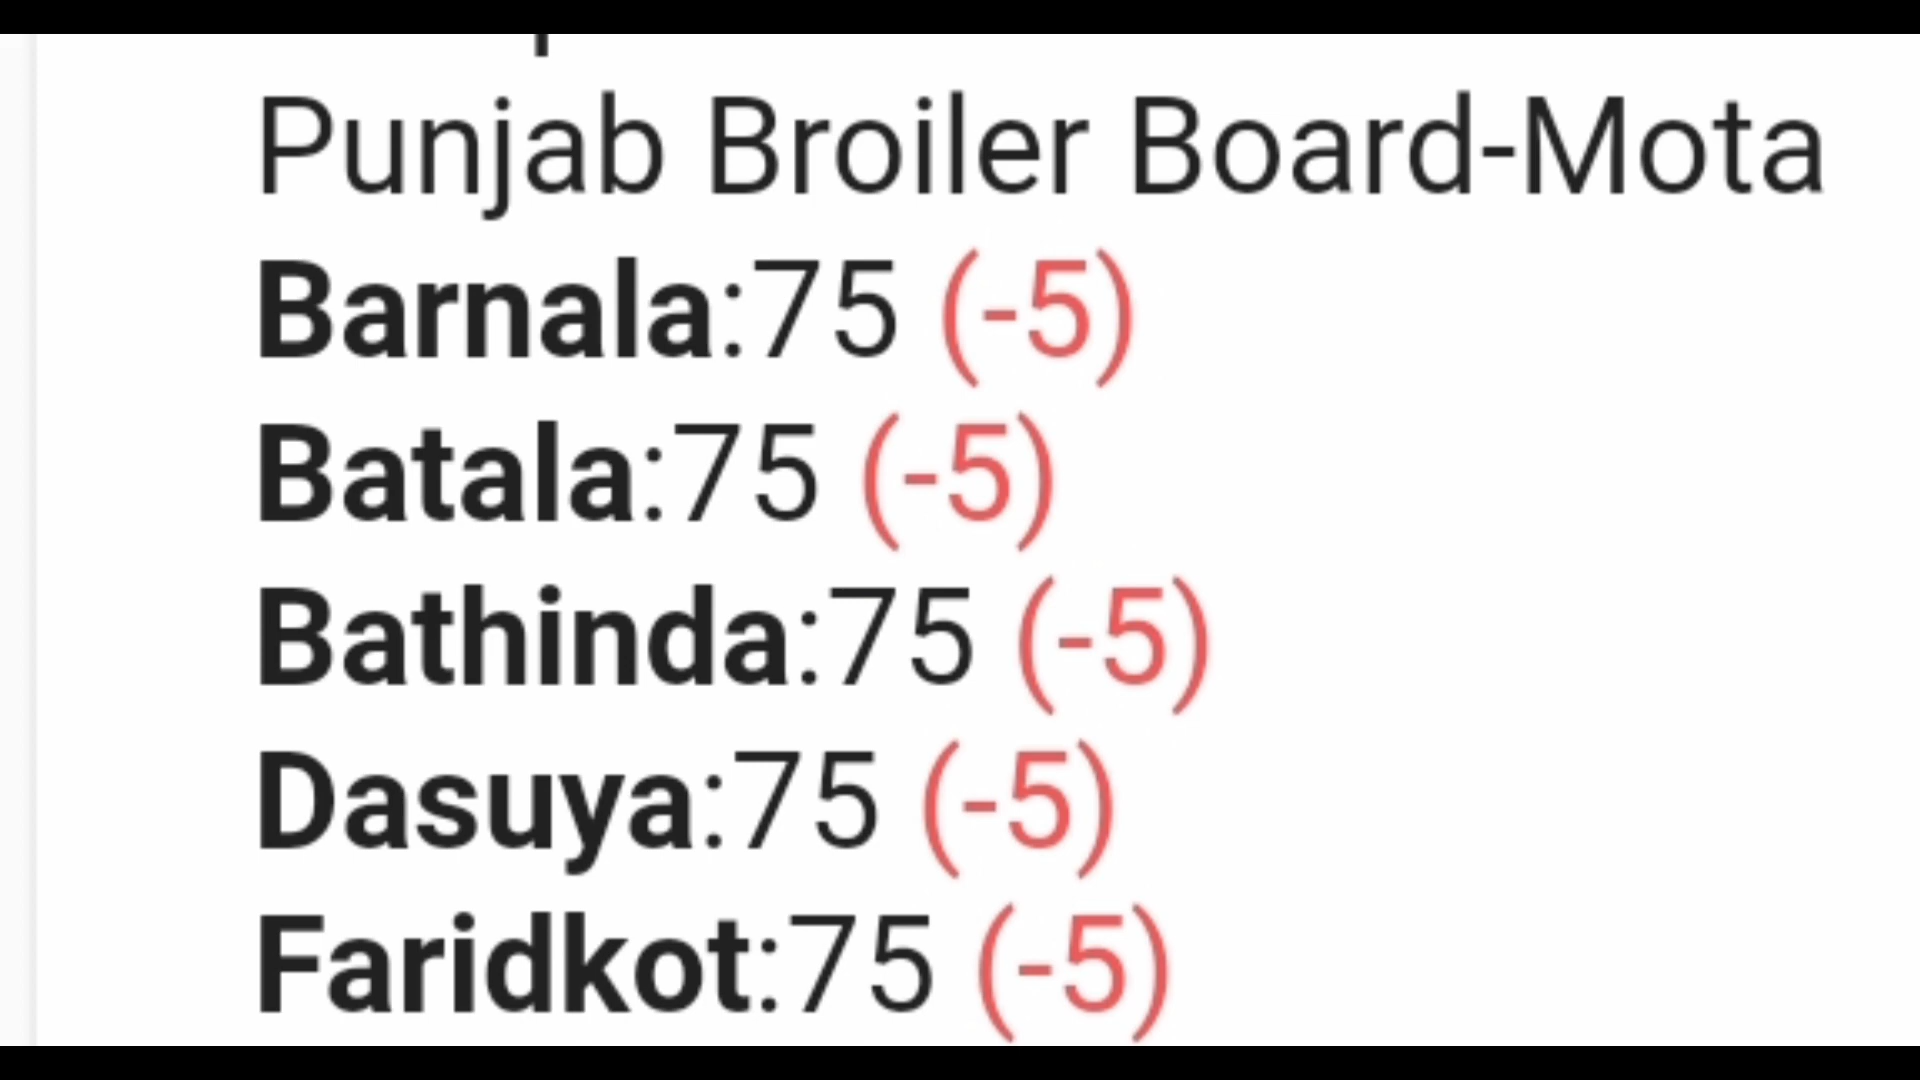 Punjab Broiler Board-Mota
Barnala:75 (-5)
Batala:75 (-5)
Bathinda:75 (-5)
Dasuya:75 (-5)
Faridkot:75 (-5)